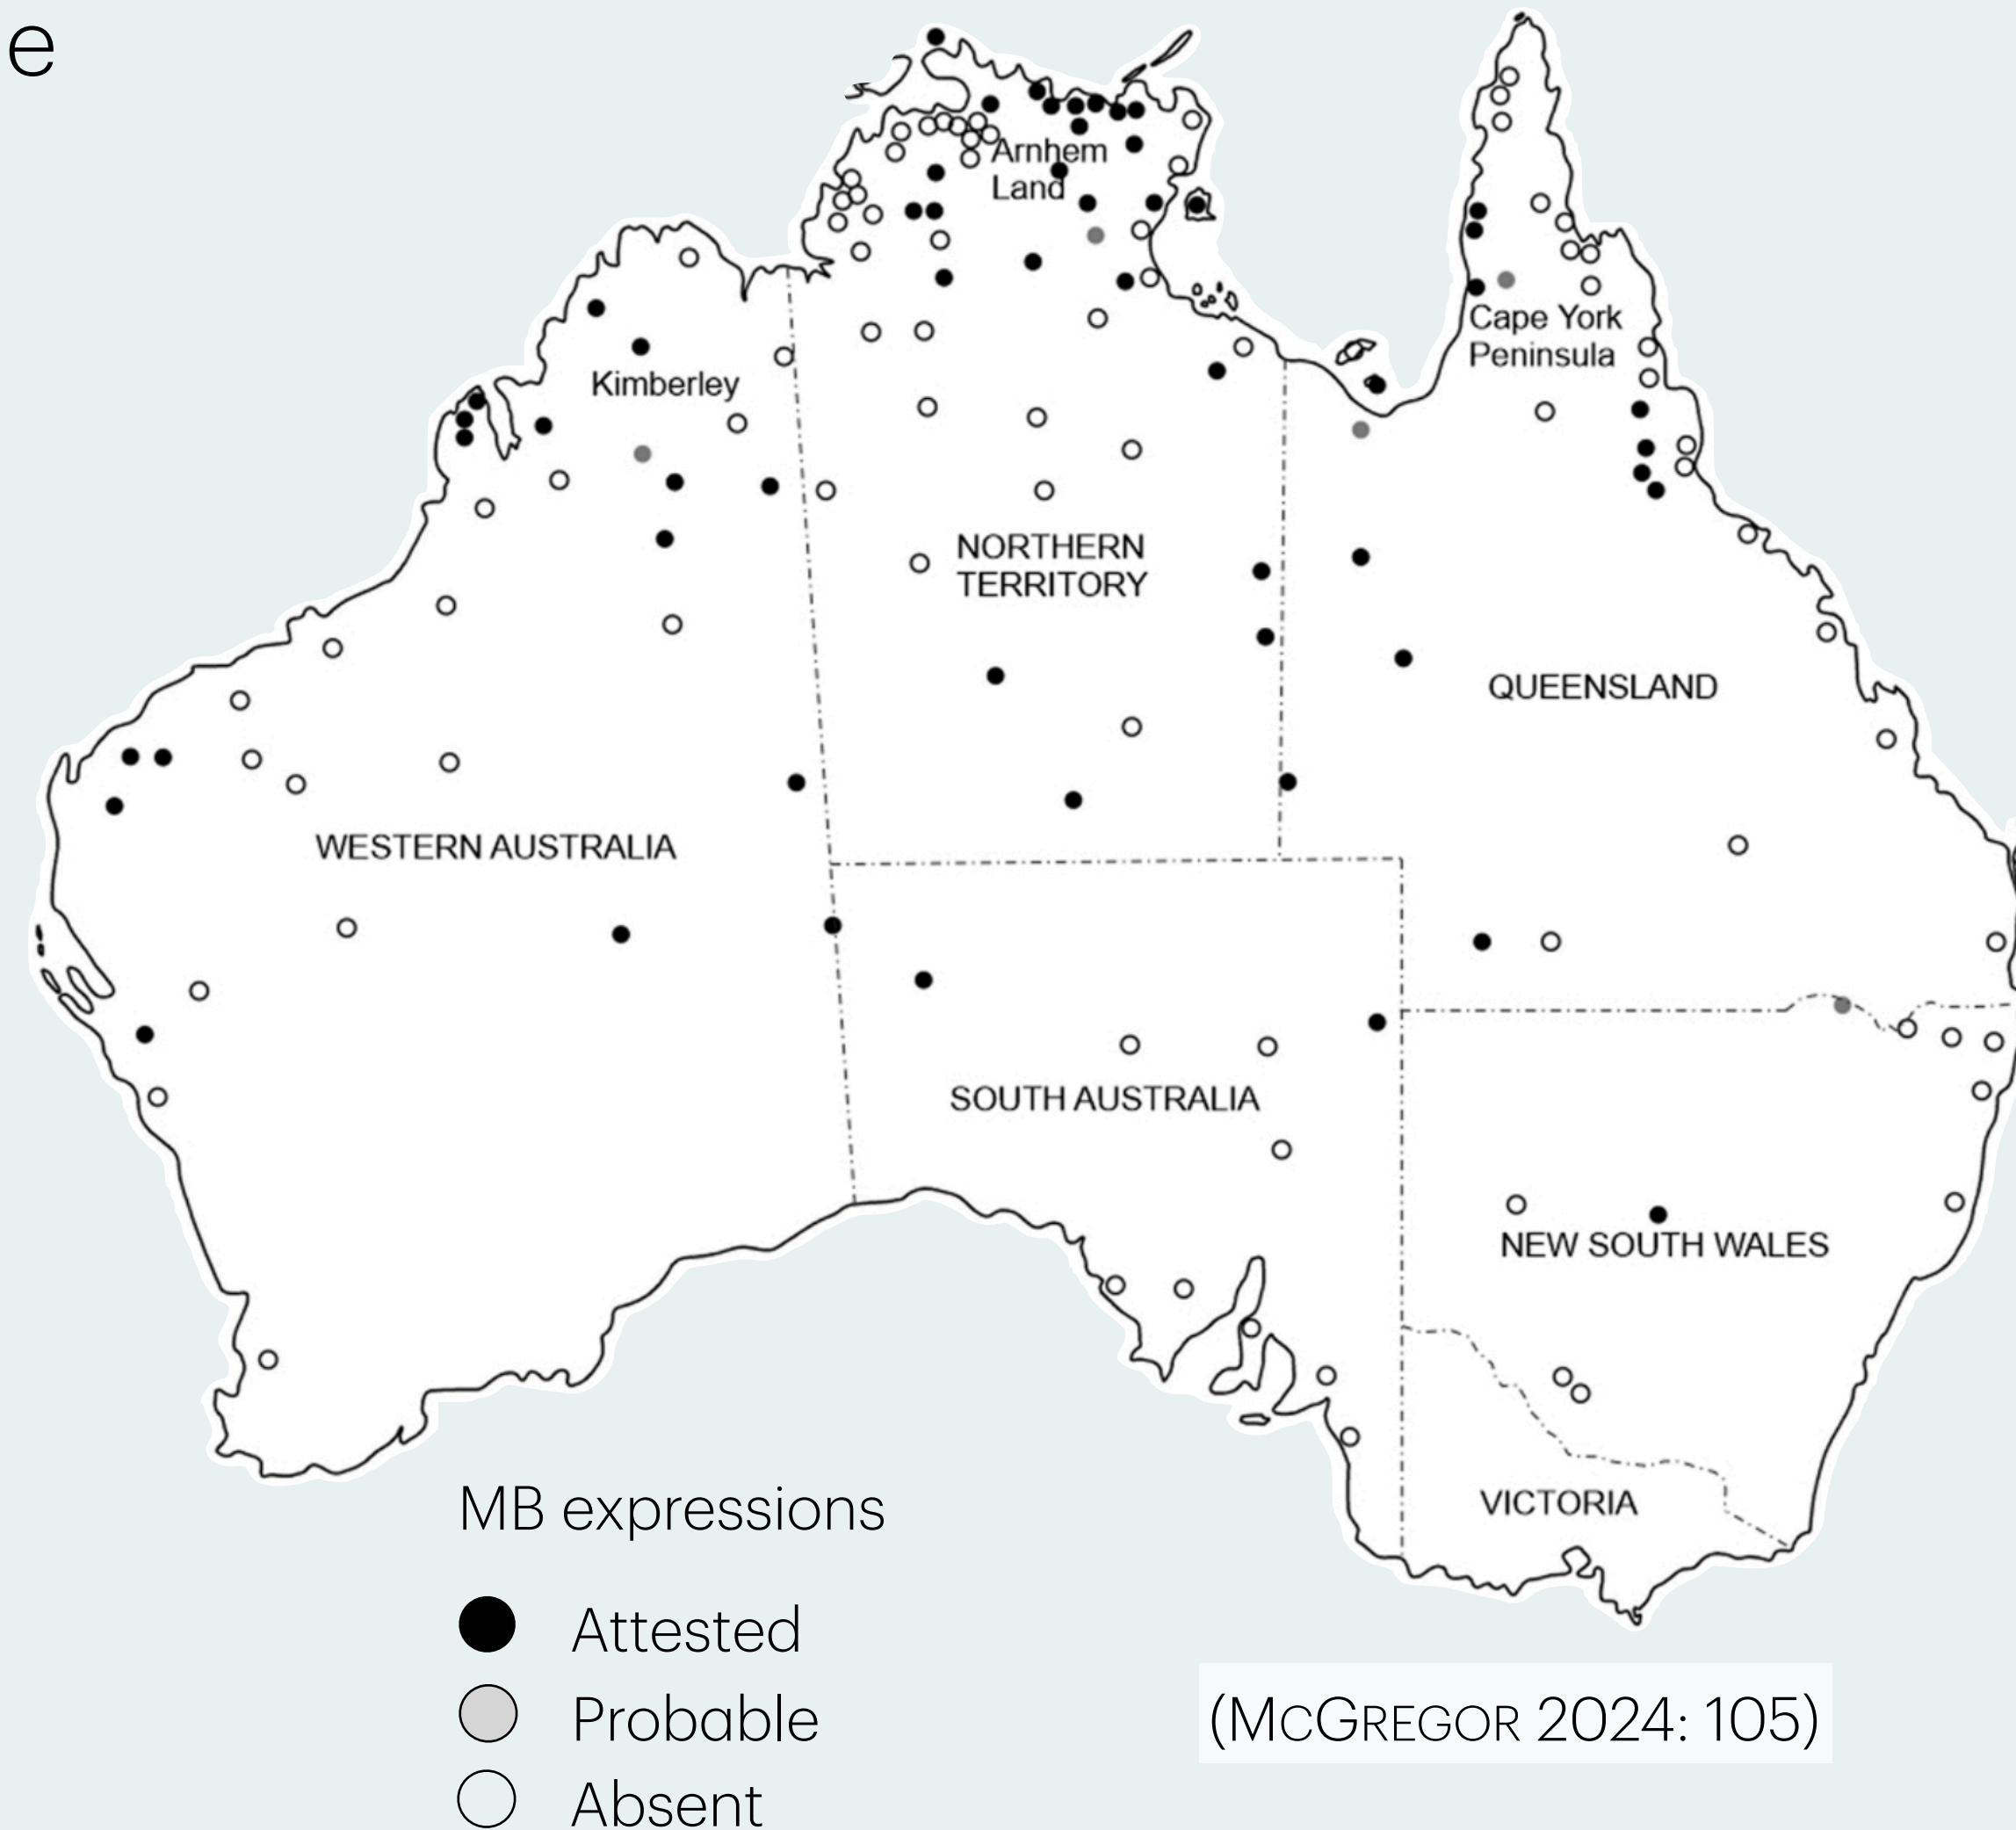 e
Arnhem
Land
Cape York
Peninsula
Kimberley
NORTHERN
TERRITORY
QUEENSLAND
WESTERN AUSTRALIA
SOUTH AUSTRALIA
NEW SOUTH WALES
VICTORIA
MB expressions
Attested
Probable
Absent
(MCGREGOR 2024: 105)